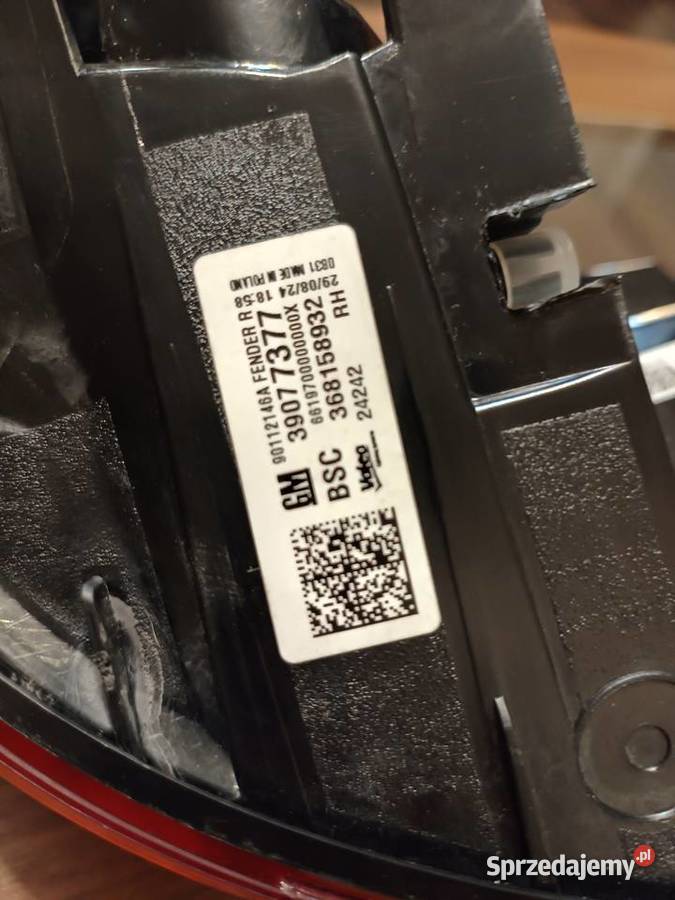 90112146A FENDER R 18:58 DB31 MADE IN POLAND
GM 39077377 29/08/24
6619700000000X
BSC 368158932 RH
Valeo 24242
Sprzedajemy.pl